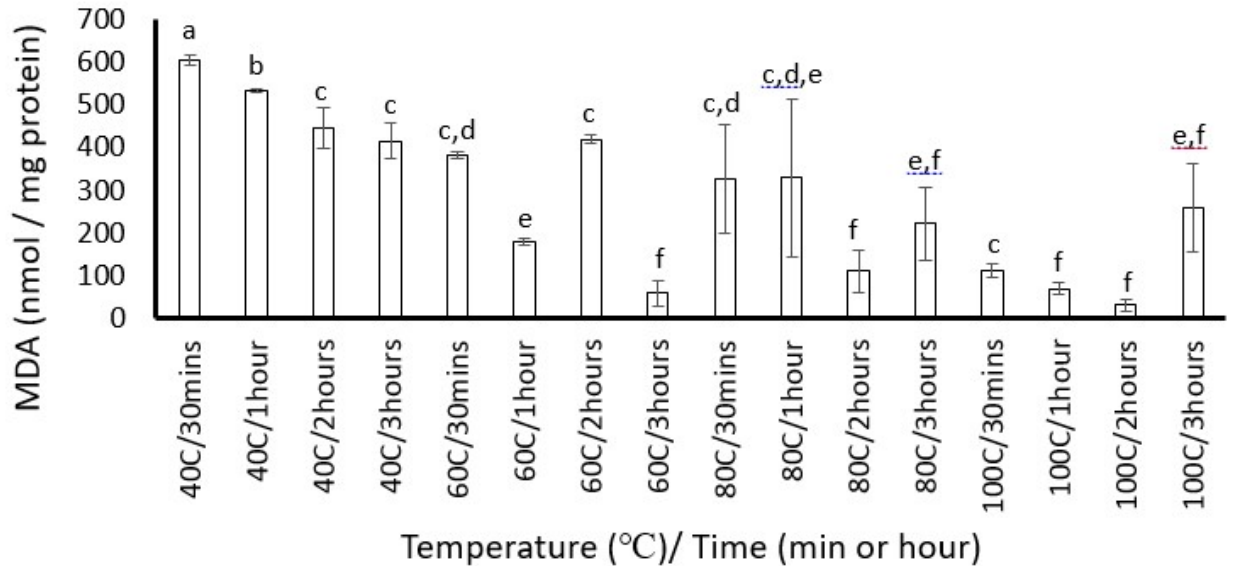 MDA (nmol / mg protein)
700
600
500
400
300
200
100
0
a
b
c
c
c,d
e
c
f
c,d
c,d,e
f
e,f
c
f
f
e,f
40C/30mins
40C/1hour
40C/2hours
40C/3hours
60C/30mins
60C/1hour
60C/2hours
60C/3hours
80C/30mins
80C/1hour
80C/2hours
80C/3hours
100C/30mins
100C/1hour
100C/2hours
100C/3hours
Temperature (℃)/ Time (min or hour)